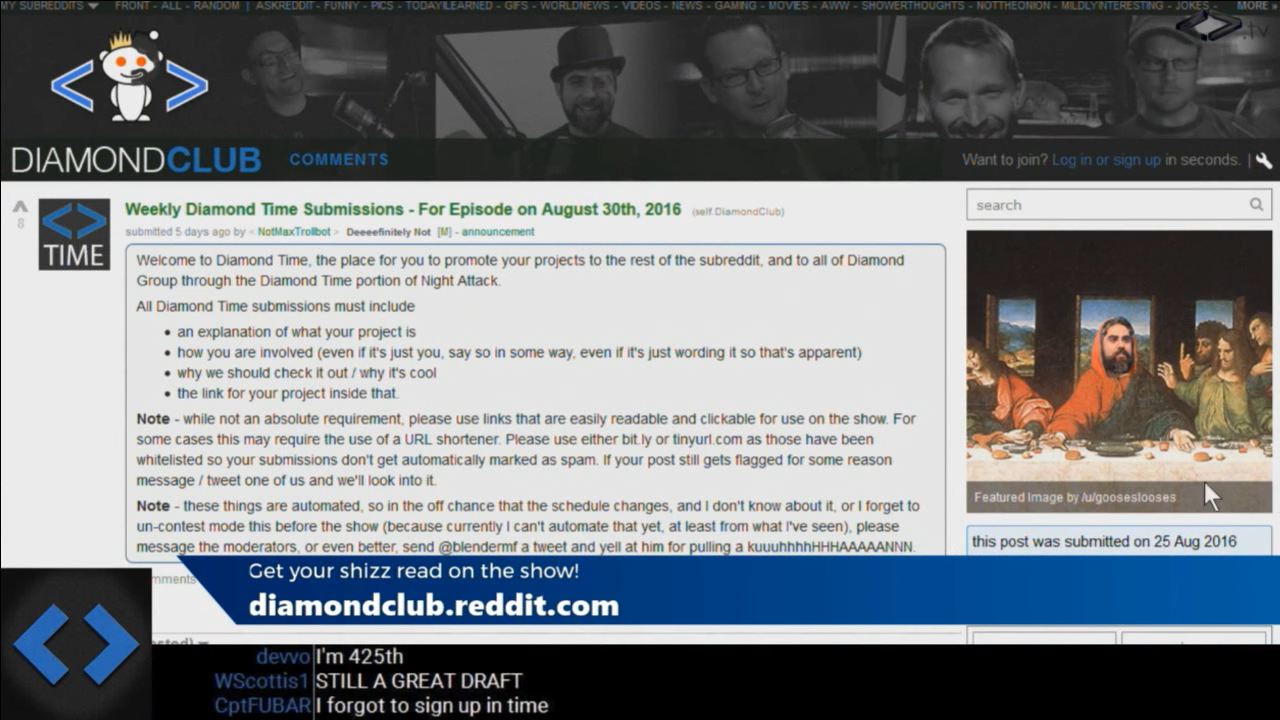 MY SUBREDDITS FRONT - ALL - RANDOM | ASKREDDIT - FUNNY - PICS - TODAYILEARNED - GIFS - WORLDNEWS - VIDEOS - NEWS - GAMING - MOVIES - AWW - SHOWERTHOUGHTS - NOTTHEONION - MILDLYINTERESTING - JOKES - MORE »
.tv
DIAMONDCLUB COMMENTS Want to join? Log in or sign up in seconds. |
8
TIME
Weekly Diamond Time Submissions - For Episode on August 30th, 2016 (self.DiamondClub)
submitted 5 days ago by < NotMaxTrollbot > Deeeefinitely Not [M] - announcement
search
Welcome to Diamond Time, the place for you to promote your projects to the rest of the subreddit, and to all of Diamond
Group through the Diamond Time portion of Night Attack.
All Diamond Time submissions must include
• an explanation of what your project is
• how you are involved (even if it's just you, say so in some way, even if it's just wording it so that's apparent)
• why we should check it out / why it's cool
• the link for your project inside that.
Note - while not an absolute requirement, please use links that are easily readable and clickable for use on the show. For
some cases this may require the use of a URL shortener. Please use either bit.ly or tinyurl.com as those have been
whitelisted so your submissions don't get automatically marked as spam. If your post still gets flagged for some reason
message / tweet one of us and we'll look into it.
Note - these things are automated, so in the off chance that the schedule changes, and I don't know about it, or I forget to
un-contest mode this before the show (because currently I can't automate that yet, at least from what I've seen), please
message the moderators, or even better, send @blendermf a tweet and yell at him for pulling a kuuuhhhhHHHAAAAANNN.
Featured Image by /u/gooseslooses
this post was submitted on 25 Aug 2016
Get your shizz read on the show!
diamondclub.reddit.com
devvo I'm 425th
WScottis1 STILL A GREAT DRAFT
CptFUBAR I forgot to sign up in time